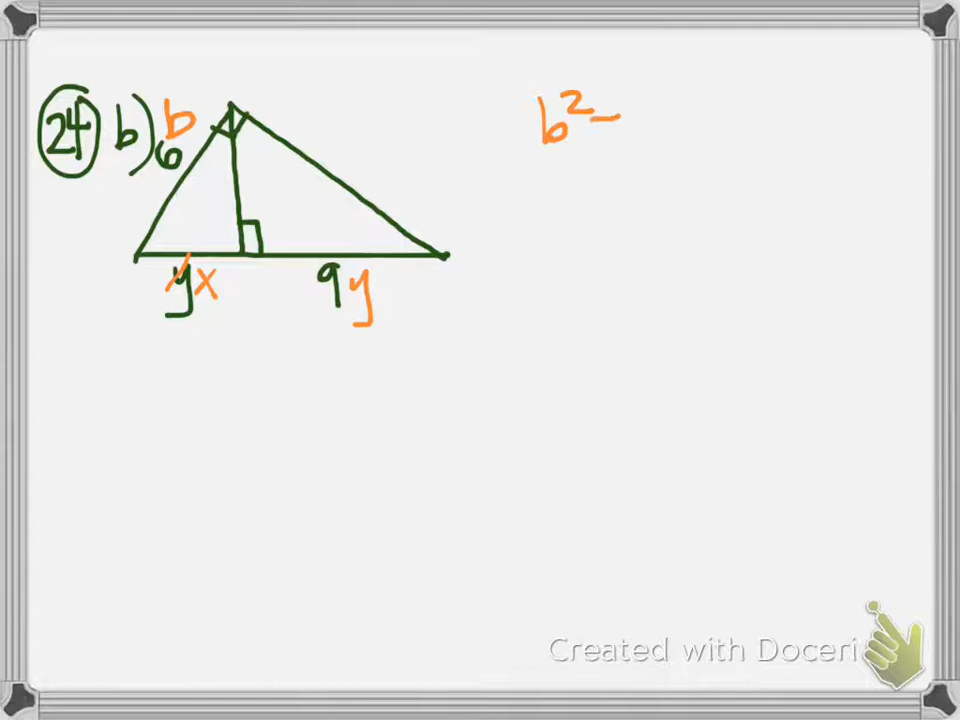 24 b) b
6
b² –
y x 9 y
Created with Doceri